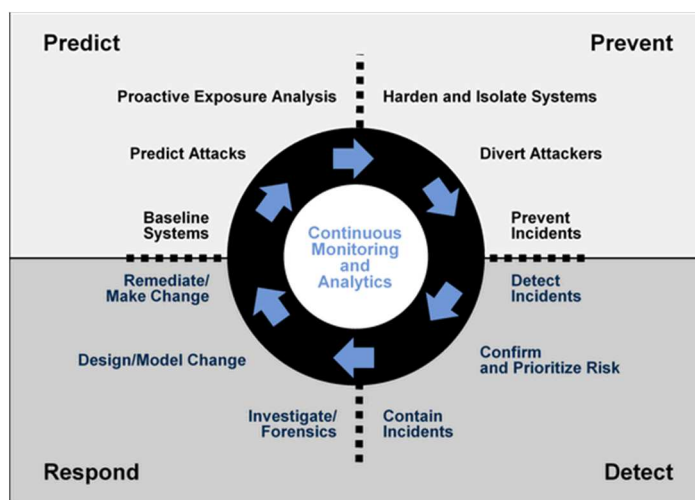 Predict
Prevent
Proactive Exposure Analysis
Harden and Isolate Systems
Predict Attacks
Divert Attackers
Baseline
Systems
Prevent
Incidents
Continuous
Monitoring
and
Analytics
Remediate/
Make Change
Detect
Incidents
Design/Model Change
Confirm
and Prioritize Risk
Investigate/
Forensics
Contain
Incidents
Respond
Detect